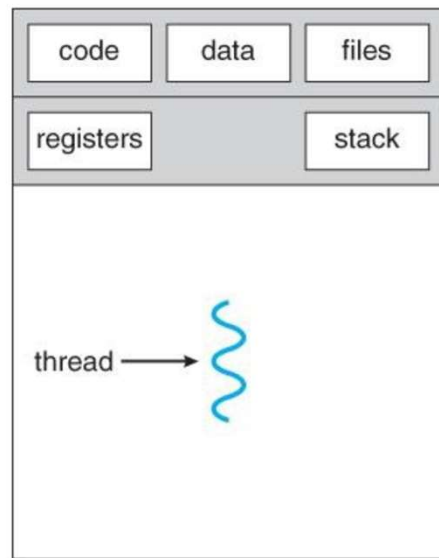 code data files
registers stack
thread